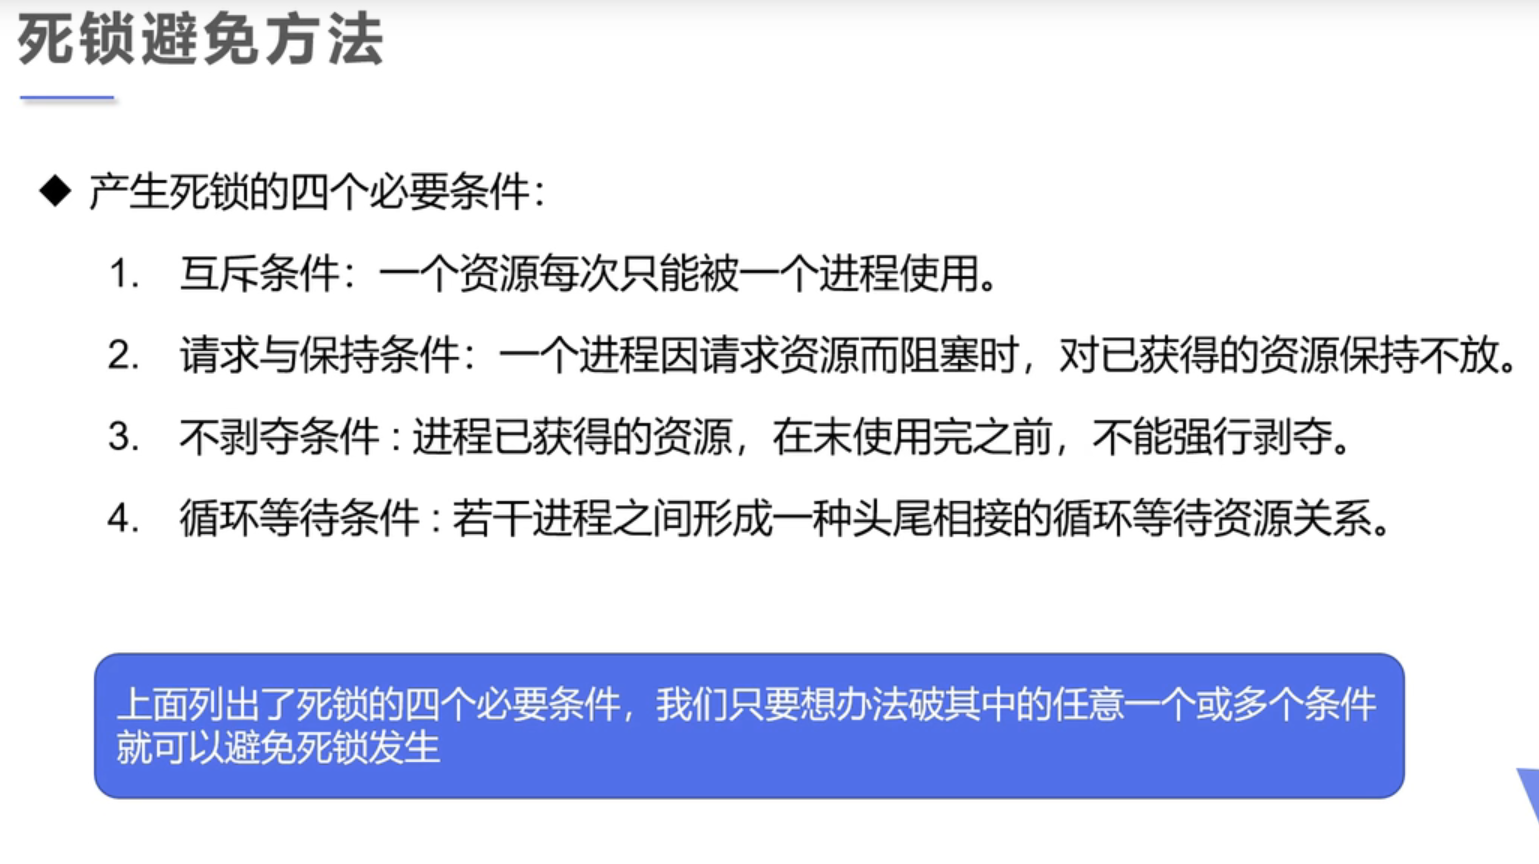 死锁避免方法
◆ 产生死锁的四个必要条件：
1. 互斥条件：一个资源每次只能被一个进程使用。
2. 请求与保持条件：一个进程因请求资源而阻塞时，对已获得的资源保持不放。
3. 不剥夺条件 : 进程已获得的资源，在末使用完之前，不能强行剥夺。
4. 循环等待条件 : 若干进程之间形成一种头尾相接的循环等待资源关系。
上面列出了死锁的四个必要条件，我们只要想办法破其中的任意一个或多个条件
就可以避免死锁发生